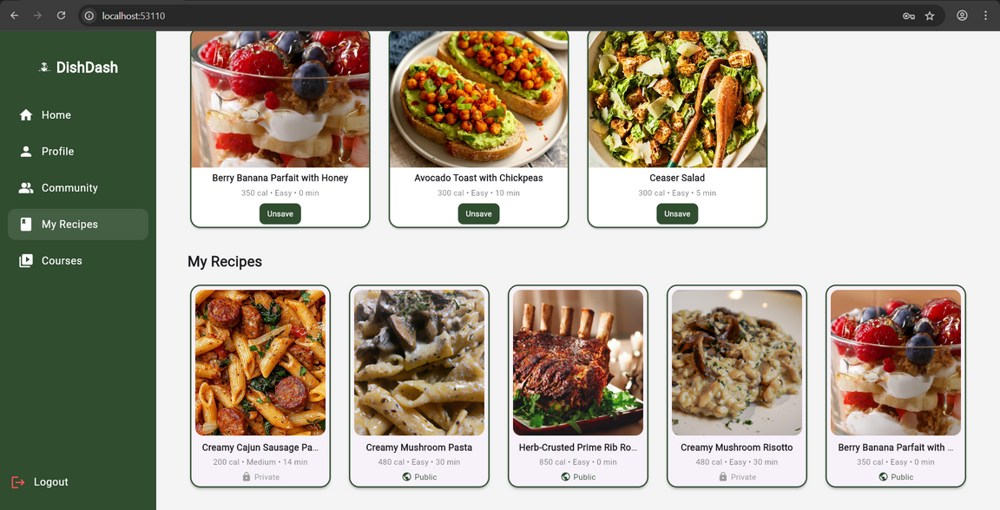 localhost:53110
DishDash
Home
Profile
Community
My Recipes
Courses
Logout
Berry Banana Parfait with Honey
350 cal • Easy • 0 min
Unsave
Avocado Toast with Chickpeas
300 cal • Easy • 10 min
Unsave
Ceaser Salad
300 cal • Easy • 5 min
Unsave
My Recipes
Creamy Cajun Sausage Pa...
200 cal • Medium • 14 min
Private
Creamy Mushroom Pasta
480 cal • Easy • 30 min
Public
Herb-Crusted Prime Rib Ro...
850 cal • Easy • 0 min
Public
Creamy Mushroom Risotto
480 cal • Easy • 30 min
Private
Berry Banana Parfait with ...
350 cal • Easy • 0 min
Public